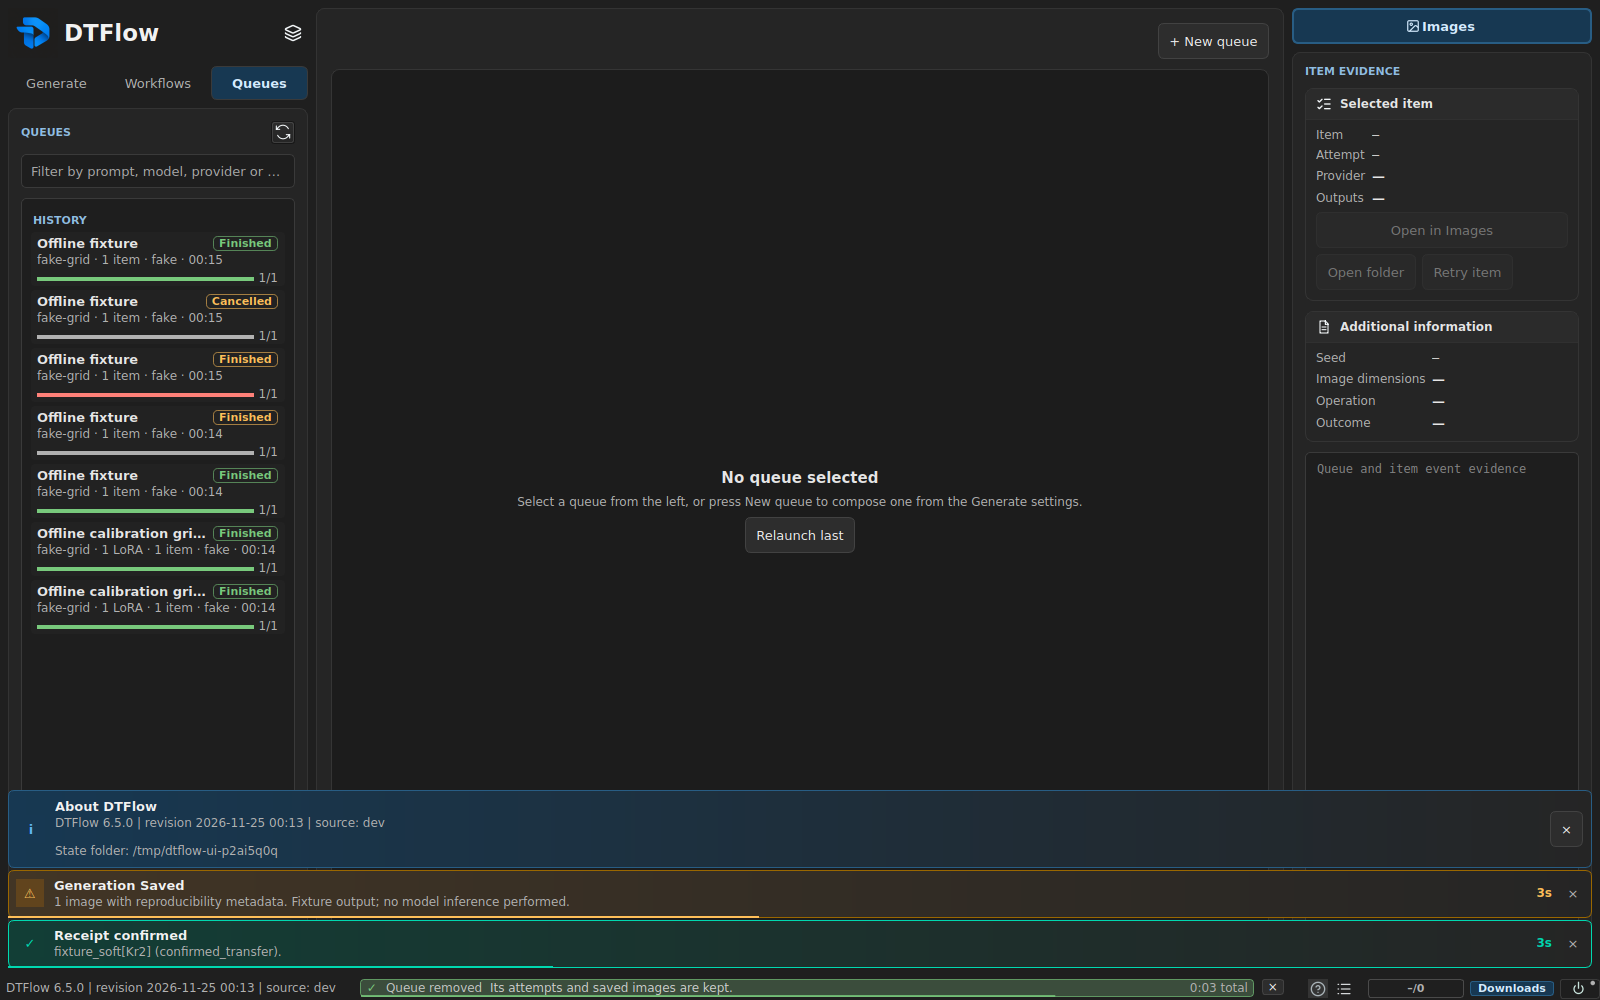 DTFlow
Generate
Workflows
Queues
QUEUES
Filter by prompt, model, provider or ...
HISTORY
Offline fixture
Finished
fake-grid · 1 item · fake · 00:15
1/1
Offline fixture
Cancelled
fake-grid · 1 item · fake · 00:15
1/1
Offline fixture
Finished
fake-grid · 1 item · fake · 00:15
1/1
Offline fixture
Finished
fake-grid · 1 item · fake · 00:14
1/1
Offline fixture
Finished
fake-grid · 1 item · fake · 00:14
1/1
Offline calibration gri...
Finished
fake-grid · 1 LoRA · 1 item · fake · 00:14
1/1
Offline calibration gri...
Finished
fake-grid · 1 LoRA · 1 item · fake · 00:14
1/1
+ New queue
No queue selected
Select a queue from the left, or press New queue to compose one from the Generate settings.
Relaunch last
Images
ITEM EVIDENCE
Selected item
Item –
Attempt –
Provider —
Outputs —
Open in Images
Open folder
Retry item
Additional information
Seed –
Image dimensions —
Operation —
Outcome —
Queue and item event evidence
About DTFlow
DTFlow 6.5.0 | revision 2026-11-25 00:13 | source: dev
State folder: /tmp/dtflow-ui-p2ai5q0q
Generation Saved
1 image with reproducibility metadata. Fixture output; no model inference performed.
3s
Receipt confirmed
fixture_soft[Kr2] (confirmed_transfer).
3s
DTFlow 6.5.0 | revision 2026-11-25 00:13 | source: dev
✓ Queue removed Its attempts and saved images are kept.
0:03 total
–/0
Downloads